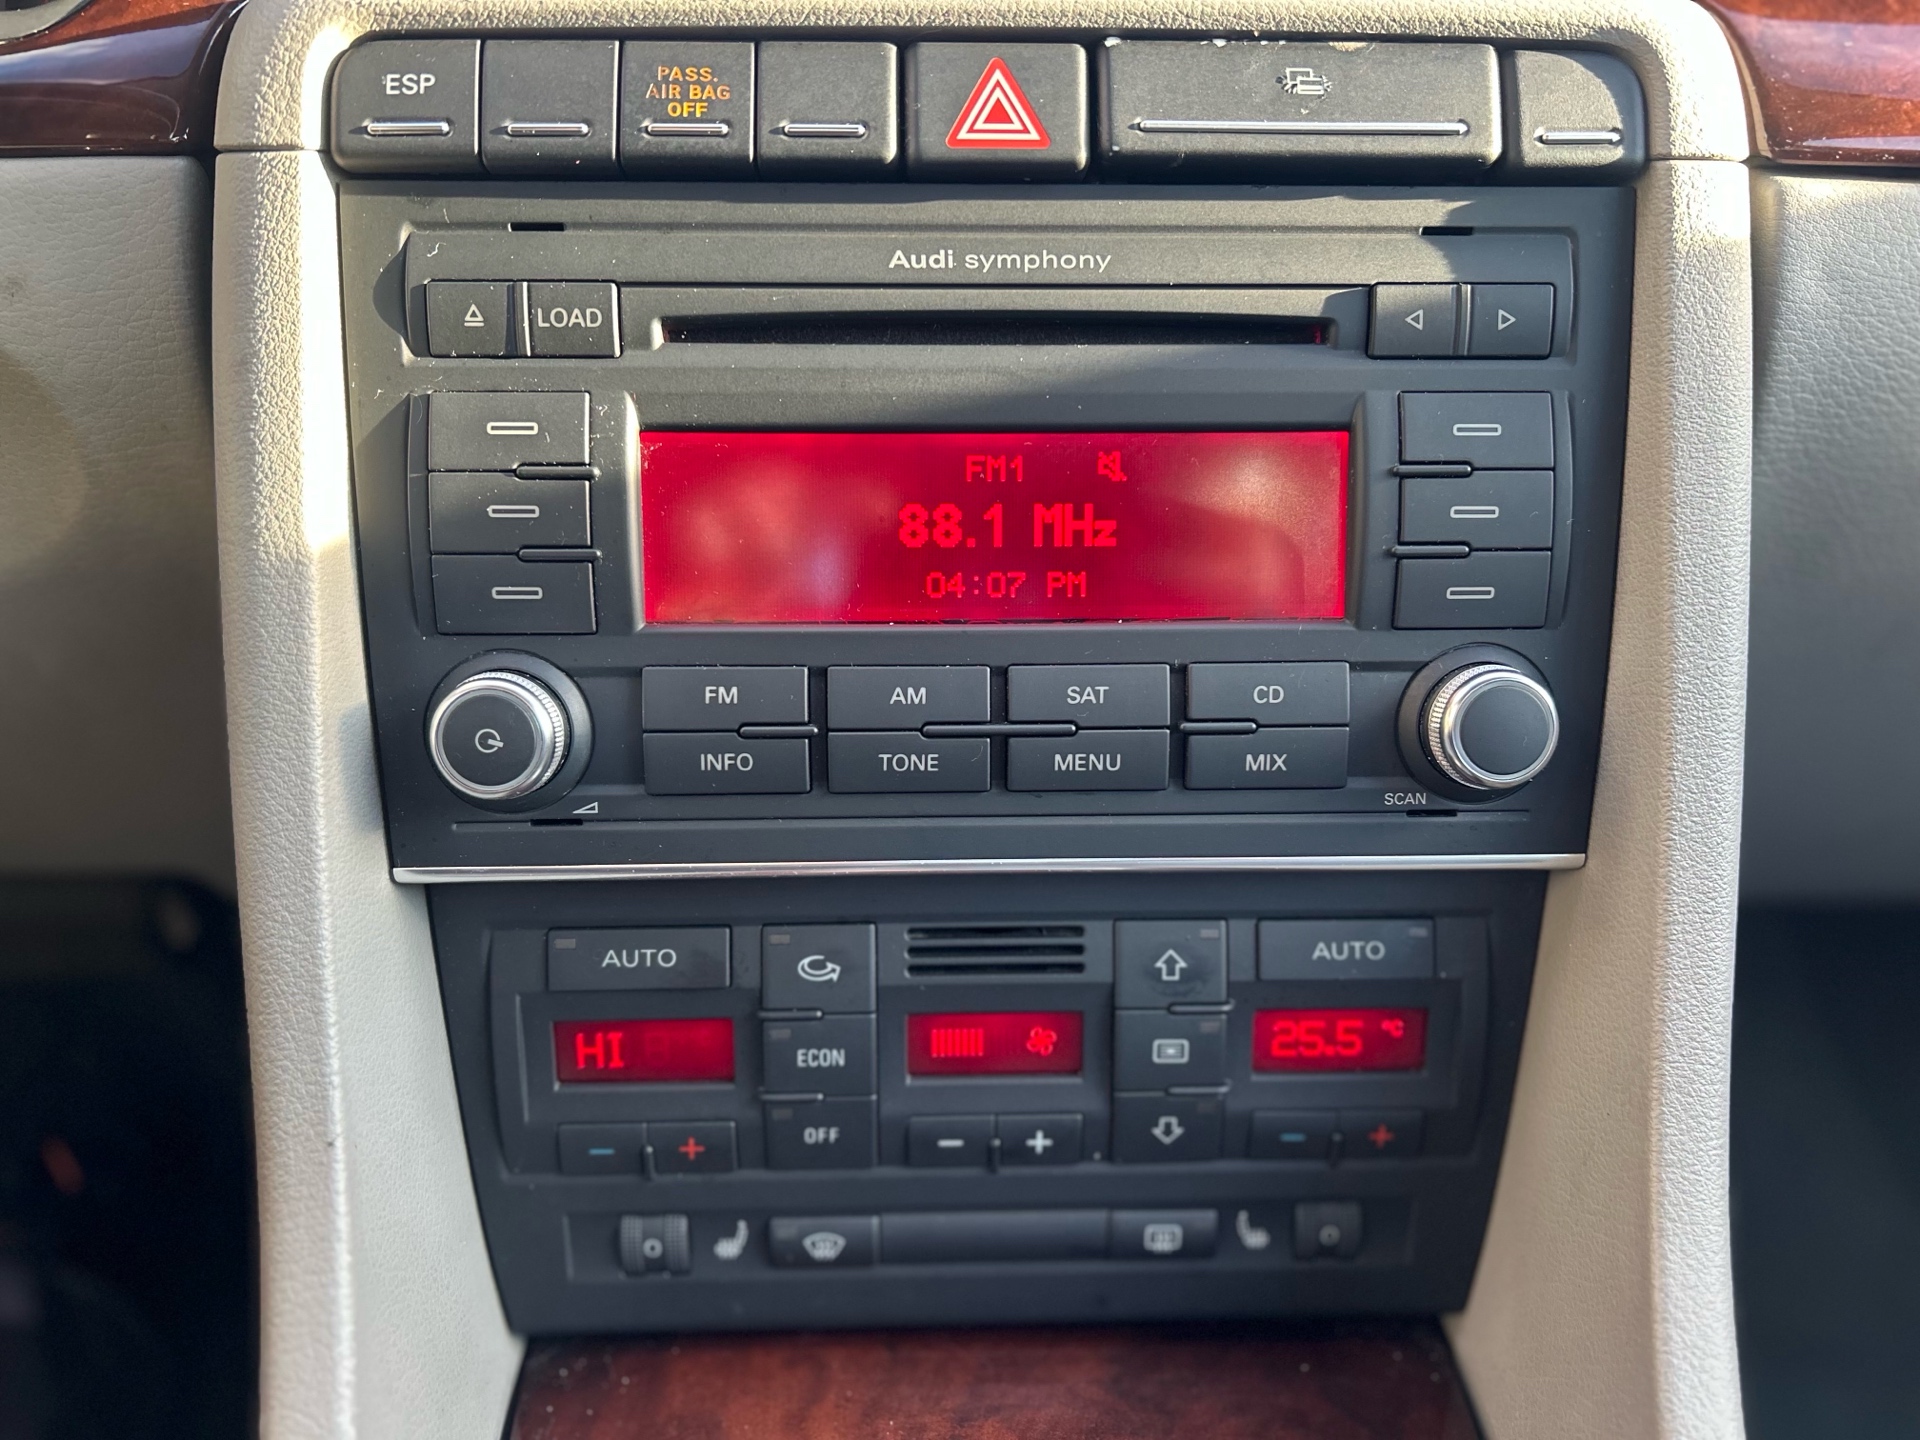 ESP
PASS.
AIR BAG
OFF
Audi symphony
LOAD
FM1
88.1 MHz
04:07 PM
FM AM SAT CD
INFO TONE MENU MIX
SCAN
AUTO AUTO
HI 25.5 °C
ECON
OFF